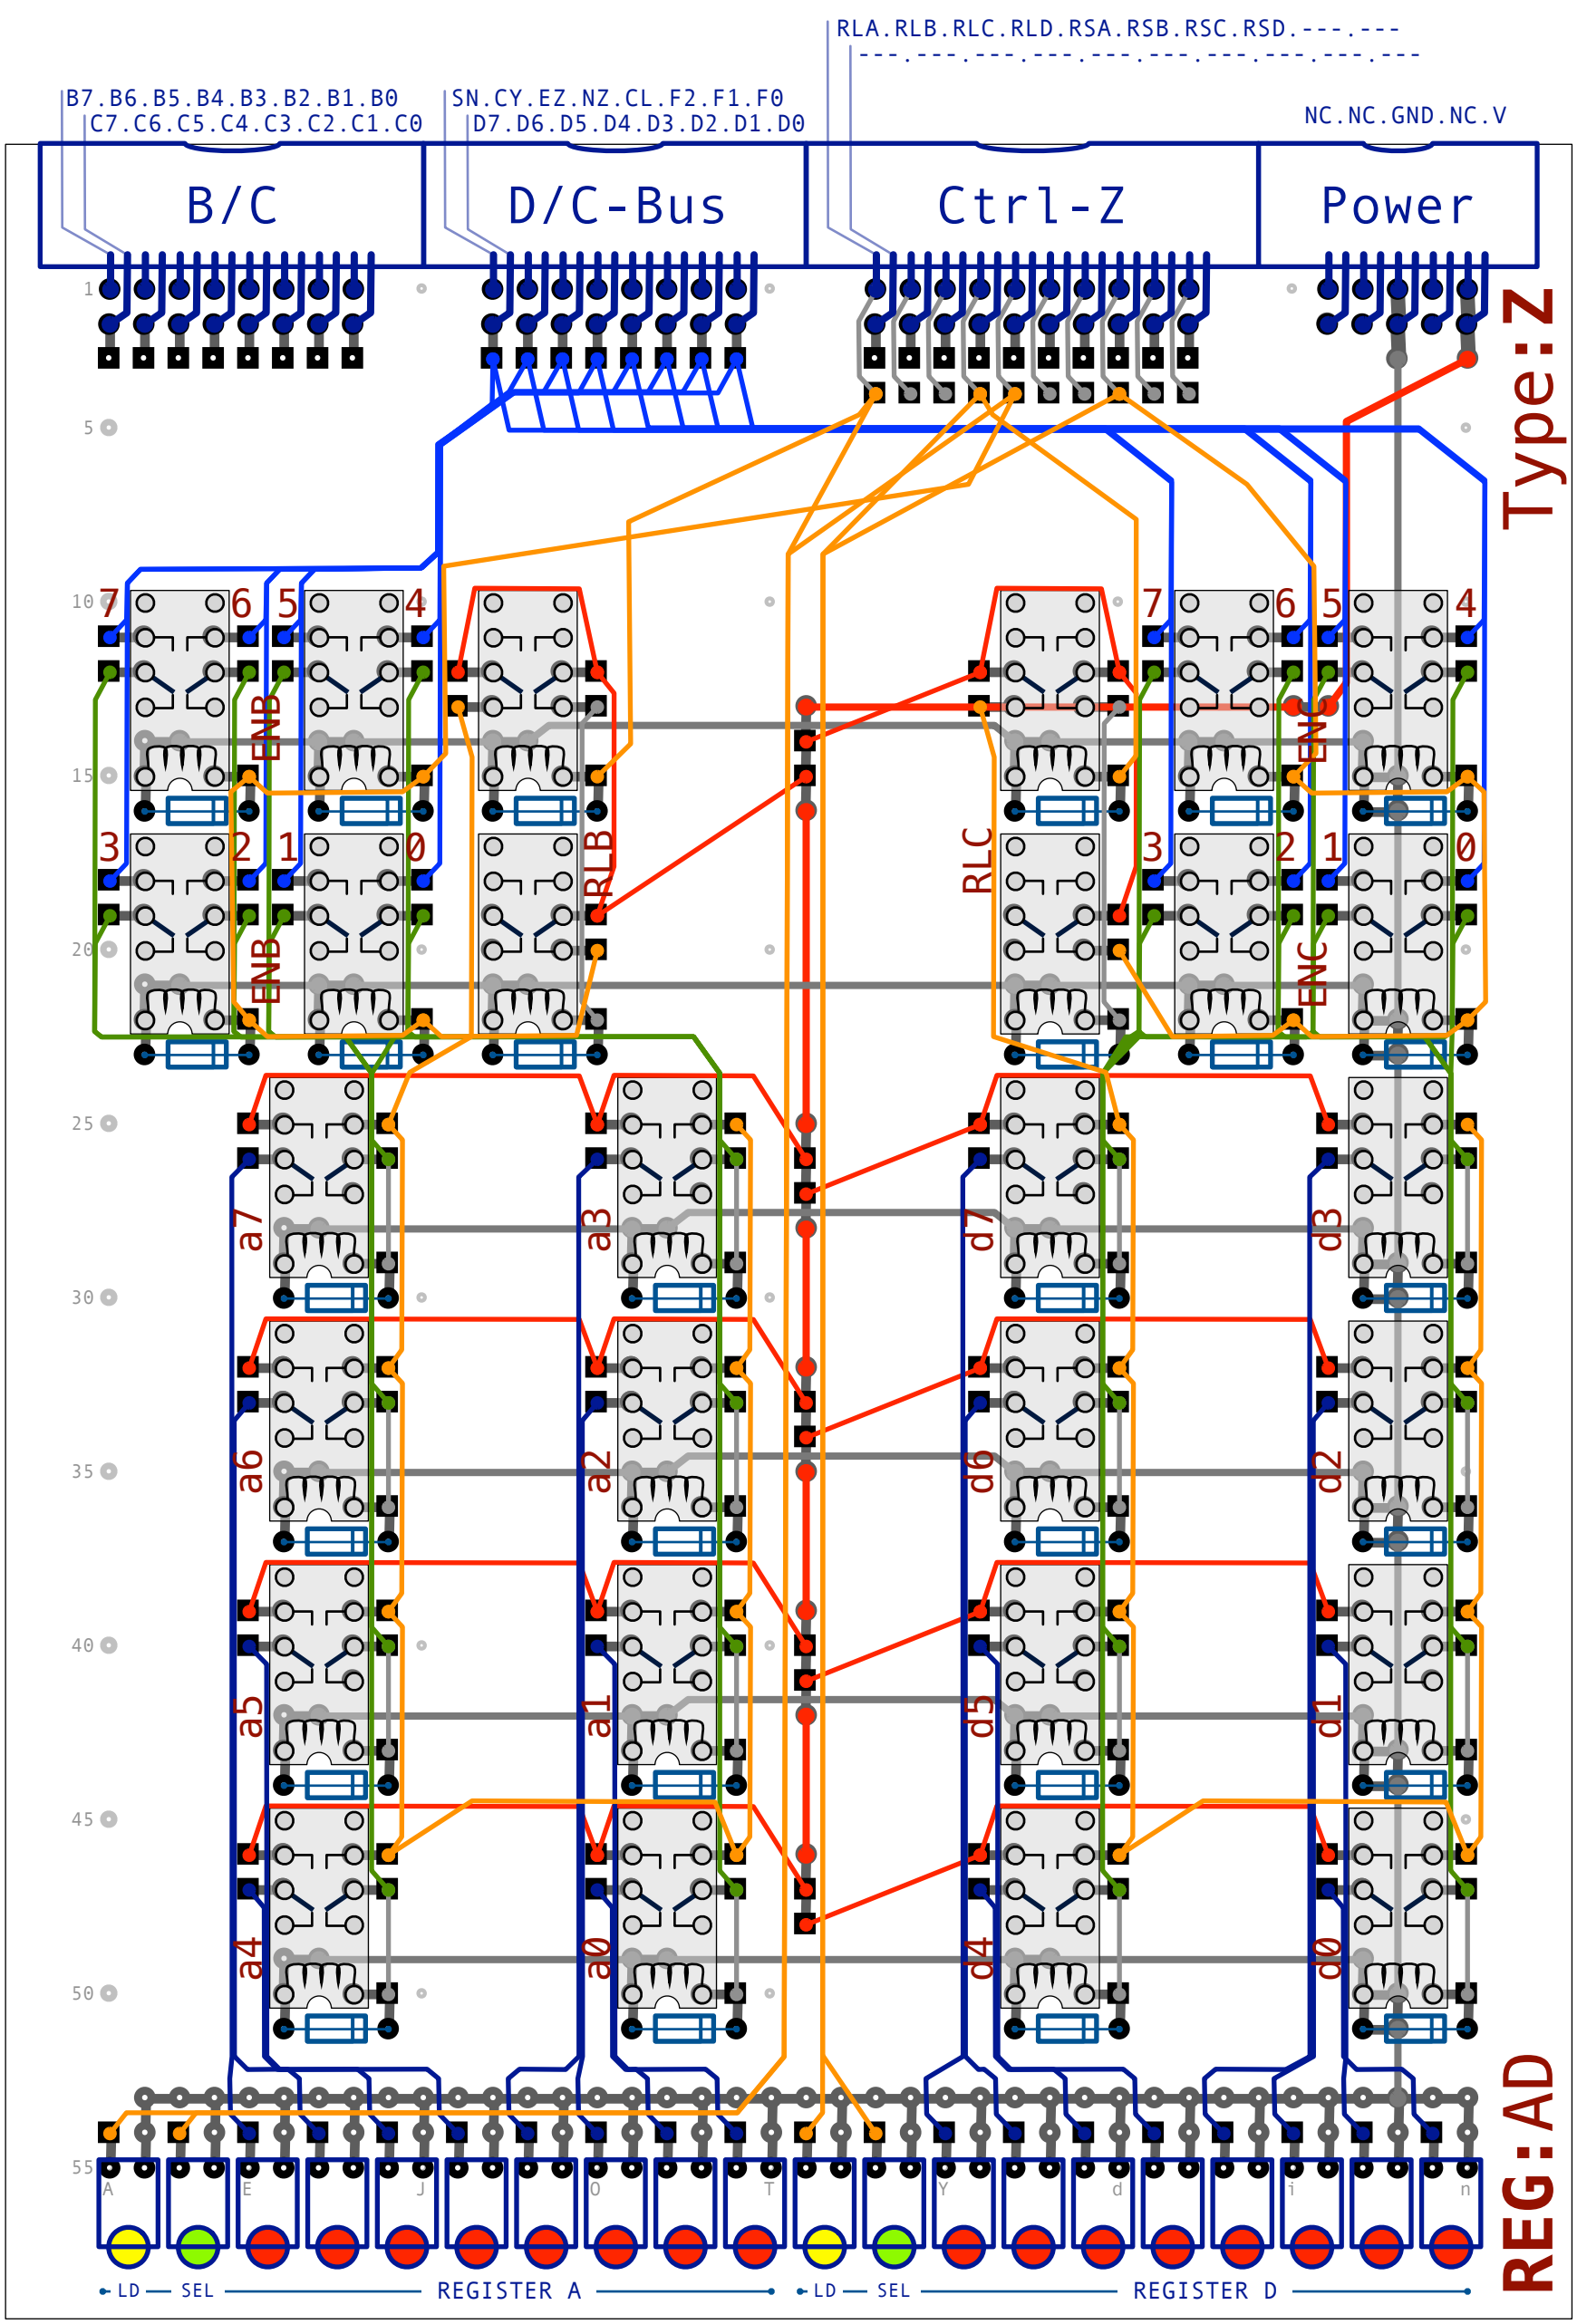 RLA.RLB.RLC.RLD.RSA.RSB.RSC.RSD.---.---
---.---.---.---.---.---.---.---.---.---
B7.B6.B5.B4.B3.B2.B1.B0
SN.CY.EZ.NZ.CL.F2.F1.F0
C7.C6.C5.C4.C3.C2.C1.C0
D7.D6.D5.D4.D3.D2.D1.D0
NC.NC.GND.NC.V
B/C
D/C-Bus
Ctrl-Z
Power
Type:Z
1
5
10
7
6
5
4
7
6
5
4
ENB
ENC
15
3
2
1
0
RLB
RLC
3
2
1
0
20
ENB
ENC
25
a7
a3
d7
d3
30
a6
a2
d6
d2
35
40
a5
a1
d5
d1
45
a4
a0
d4
d0
50
REG:AD
55
A
E
J
O
T
Y
d
i
n
LD
SEL
REGISTER A
LD
SEL
REGISTER D